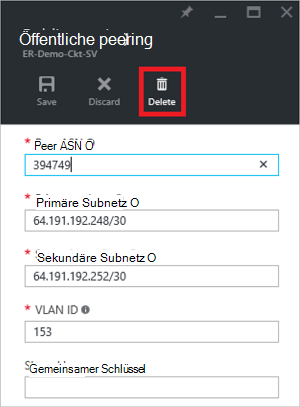 Öffentliche peering
ER-Demo-Ckt-SV
Save Discard Delete
* Peer ASN O
394749
* Primäre Subnetz O
64.191.192.248/30
* Sekundäre Subnetz O
64.191.192.252/30
* VLAN ID
153
Gemeinsamer Schlüssel